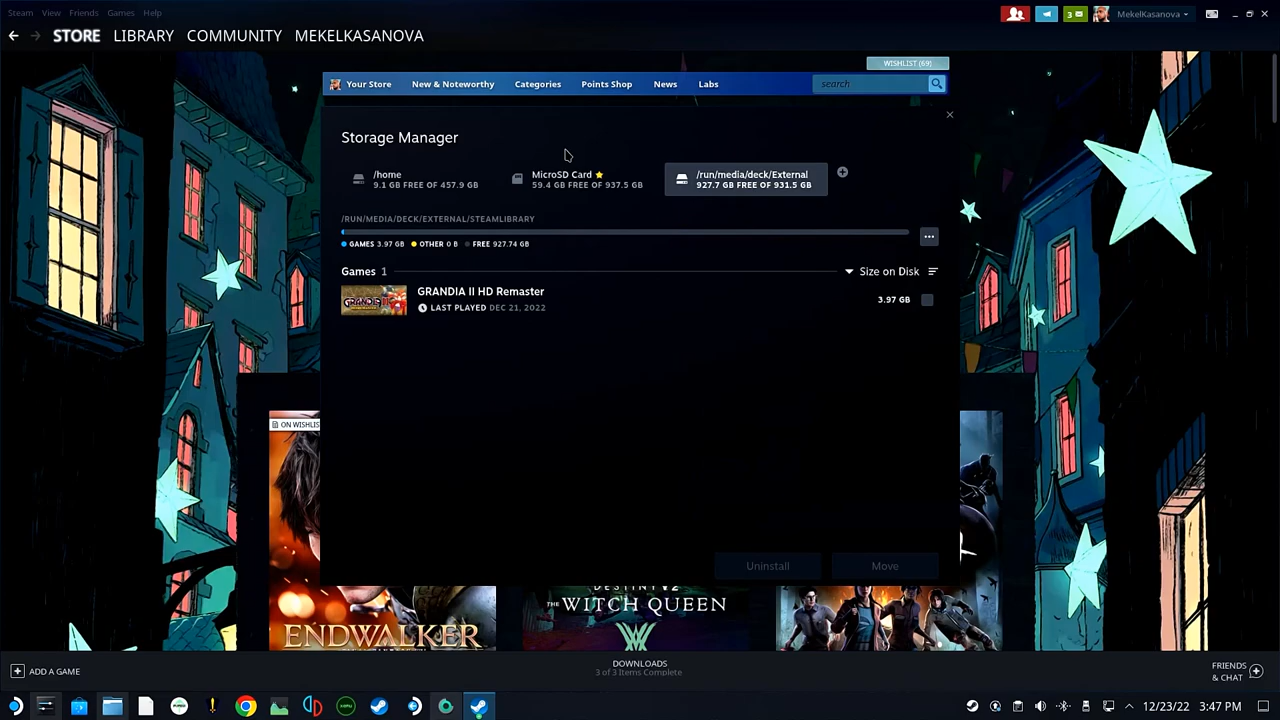 Steam View Friends Games Help
3
MekelKasanova
STORE LIBRARY COMMUNITY MEKELKASANOVA
WISHLIST (69)
Your Store New & Noteworthy Categories Points Shop News Labs search
Storage Manager
/home
9.1 GB FREE OF 457.9 GB
MicroSD Card
59.4 GB FREE OF 937.5 GB
/run/media/deck/External
927.7 GB FREE OF 931.5 GB
/RUN/MEDIA/DECK/EXTERNAL/STEAMLIBRARY
GAMES 3.97 GB OTHER 0 B FREE 927.74 GB
Games 1 Size on Disk
GRANDIA II HD Remaster
LAST PLAYED DEC 21, 2022
3.97 GB
ON WISHLIS
Uninstall Move
DESTINY 2
THE WITCH QUEEN
ENDWALKER
ADD A GAME
DOWNLOADS
3 of 3 Items Complete
FRIENDS
& CHAT
12/23/22 3:47 PM